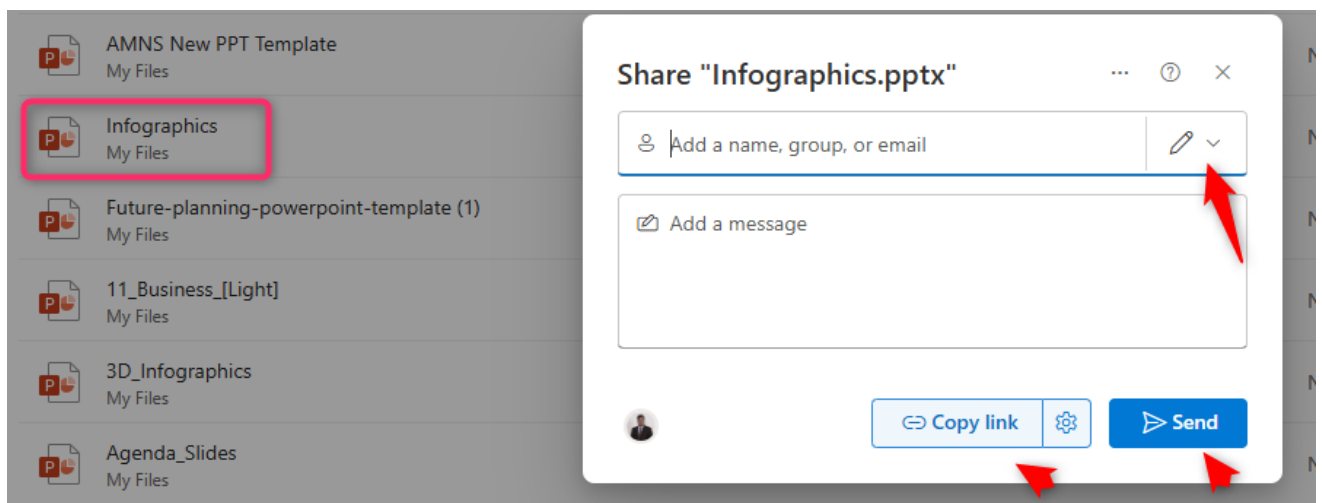 AMNS New PPT Template
My Files
Infographics
My Files
Future-planning-powerpoint-template (1)
My Files
11_Business_[Light]
My Files
3D_Infographics
My Files
Agenda_Slides
My Files
Share "Infographics.pptx"
Add a name, group, or email
Add a message
Copy link
Send